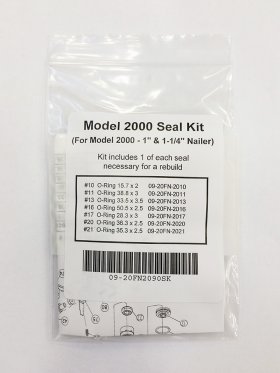 Model 2000 Seal Kit
(For Model 2000 - 1" & 1-1/4" Nailer)
Kit includes 1 of each seal
necessary for a rebuild
#10 O-Ring 15.7 x 2 09-20FN-2010
#11 O-Ring 38.8 x 3 09-20FN-2011
#13 O-Ring 33.5 x 3.5 09-20FN-2013
#16 O-Ring 50.5 x 2.5 09-20FN-2016
#17 O-Ring 28.3 x 3 09-20FN-2017
#20 O-Ring 36.3 x 2.5 09-20FN-2020
#21 O-Ring 35.3 x 2.5 09-20FN-2021
09-20FN2090SK